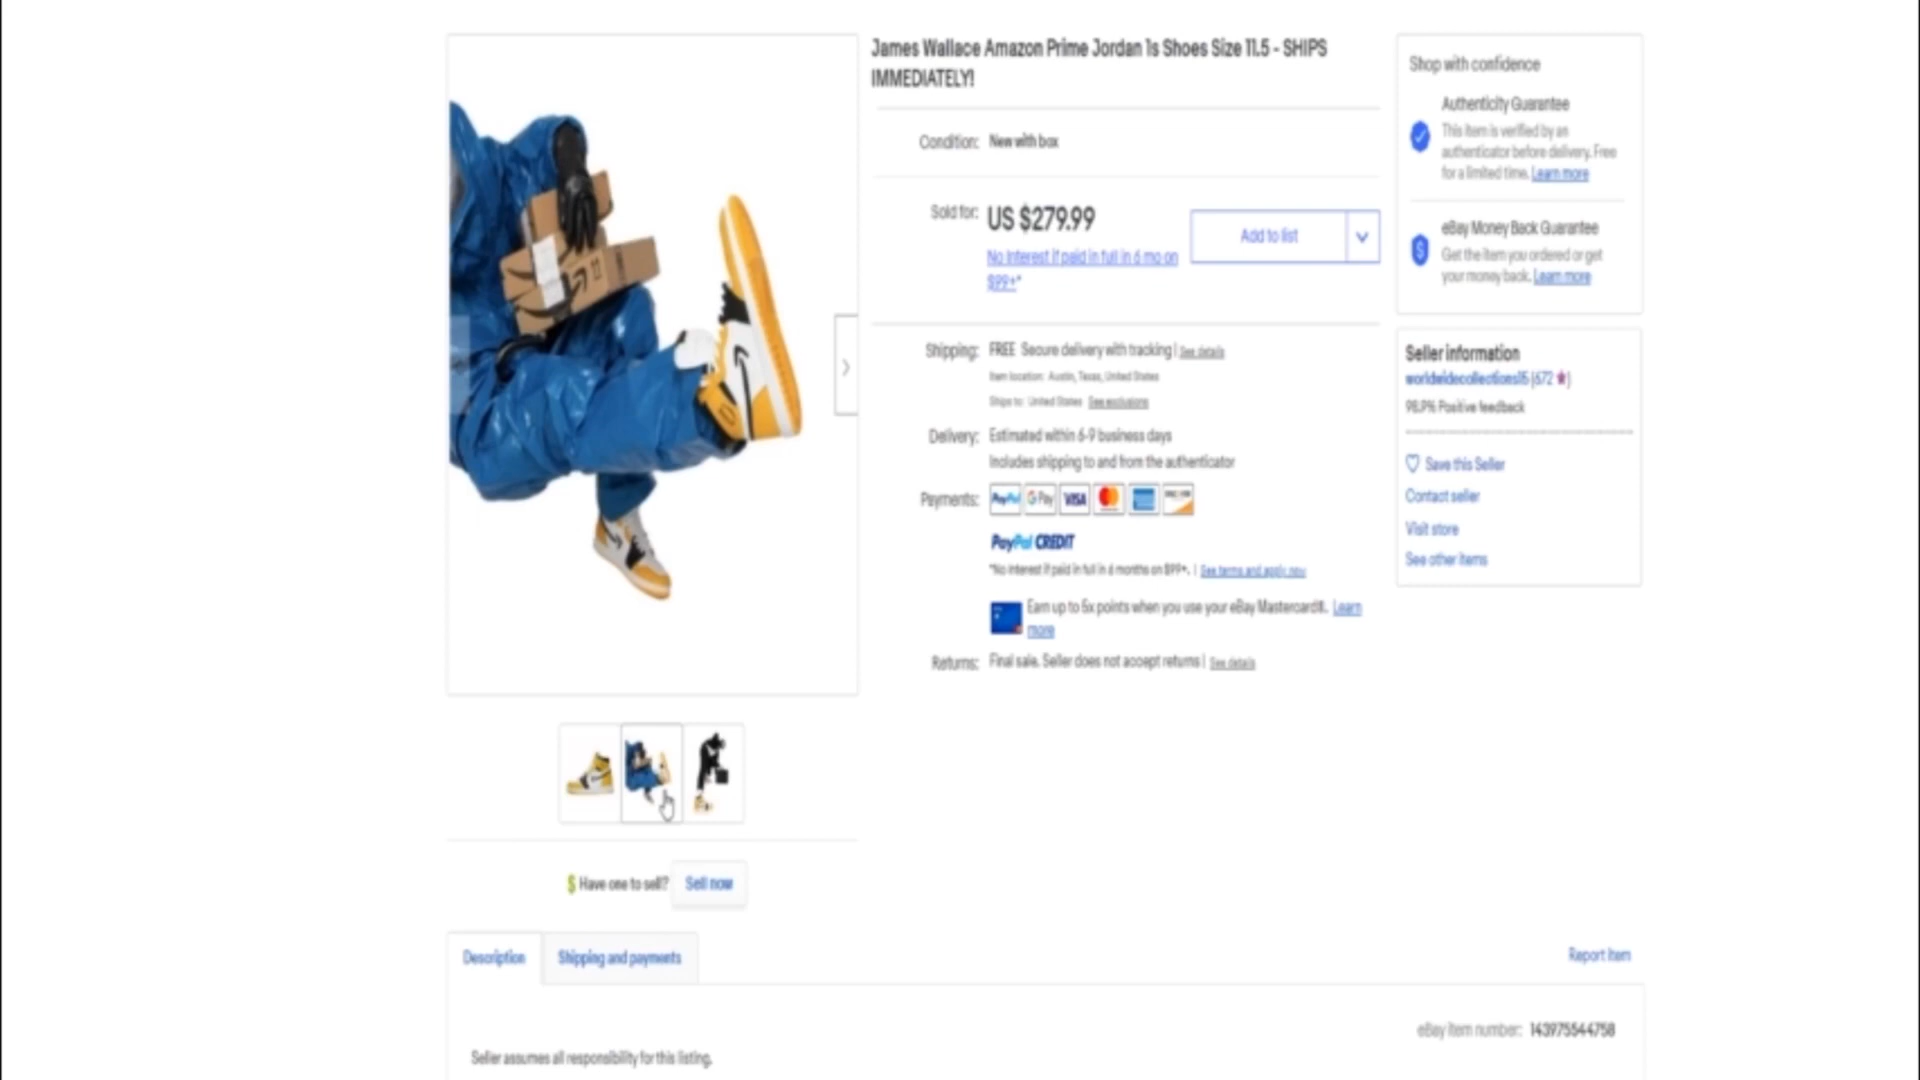 James Wallace Amazon Prime Jordan 1s Shoes Size 11.5 - SHIPS
IMMEDIATELY!
Condition: New with box
Sold for: US $279.99
No Interest if paid in full in 6 mo on
$99+*
Add to list
Shipping: FREE Secure delivery with tracking | See details
Item location: Austin, Texas, United States
Ships to: United States See exclusions
Delivery: Estimated within 6-9 business days
Includes shipping to and from the authenticator
Payments: PayPal G Pay VISA
PayPal CREDIT
*No Interest if paid in full in 6 months on $99+. | See terms and apply now
Earn up to 5x points when you use your eBay Mastercard®. Learn
more
Returns: Final sale. Seller does not accept returns | See details
Shop with confidence
Authenticity Guarantee
This item is verified by an
authenticator before delivery. Free
for a limited time. Learn more
eBay Money Back Guarantee
Get the item you ordered or get
your money back. Learn more
Seller information
worldwidecollections15 (672)
98.9% Positive feedback
Save this Seller
Contact seller
Visit store
See other items
$ Have one to sell? Sell now
Description
Shipping and payments
Report item
eBay item number: 143975544758
Seller assumes all responsibility for this listing.